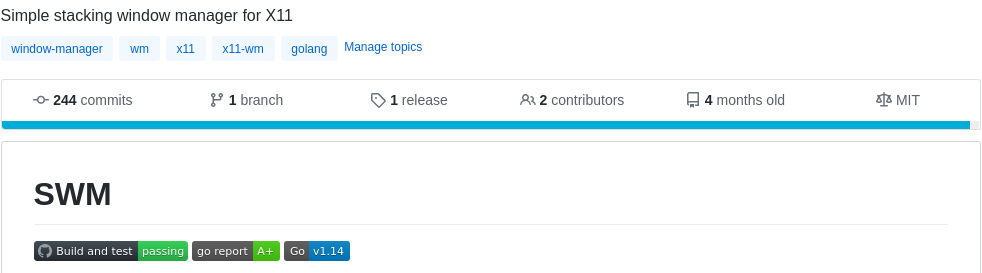 Simple stacking window manager for X11
window-manager wm x11 x11-wm golang Manage topics
244 commits 1 branch 1 release 2 contributors 4 months old MIT
SWM
Build and test passing go report A+ Go v1.14